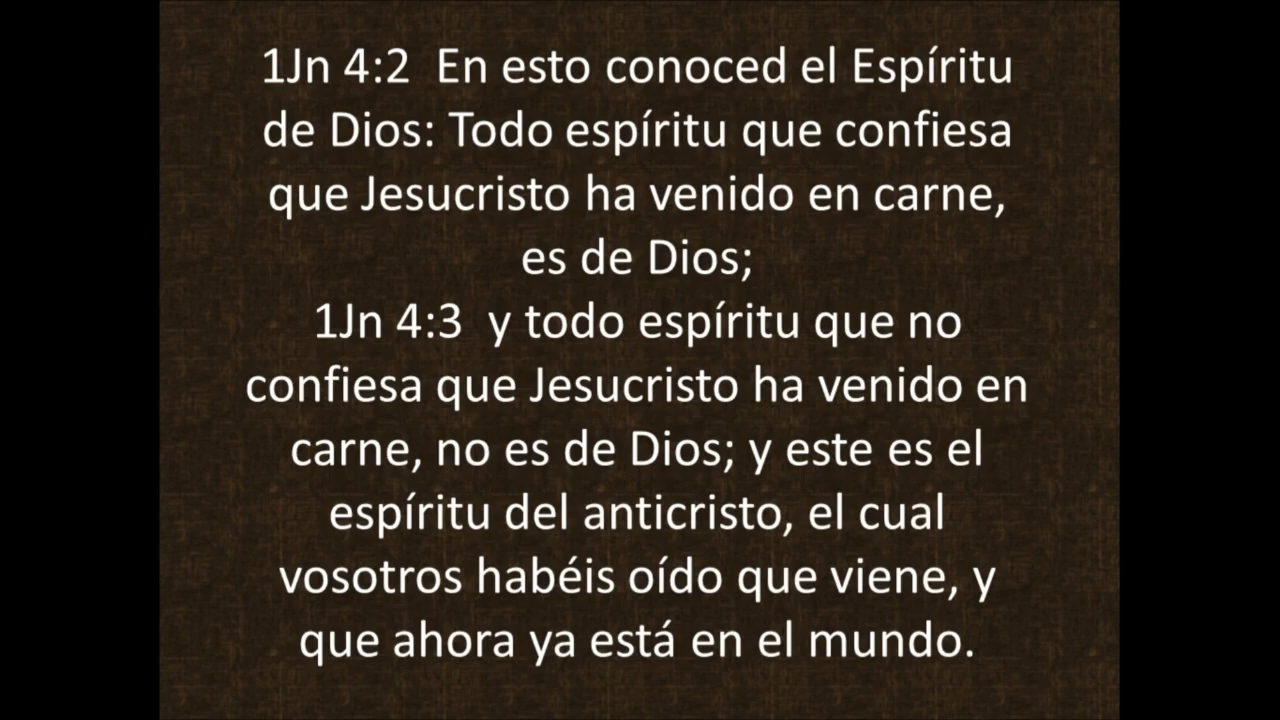 1Jn 4:2  En esto conoced el Espíritu
de Dios: Todo espíritu que confiesa
que Jesucristo ha venido en carne,
es de Dios;
1Jn 4:3  y todo espíritu que no
confiesa que Jesucristo ha venido en
carne, no es de Dios; y este es el
espíritu del anticristo, el cual
vosotros habéis oído que viene, y
que ahora ya está en el mundo.